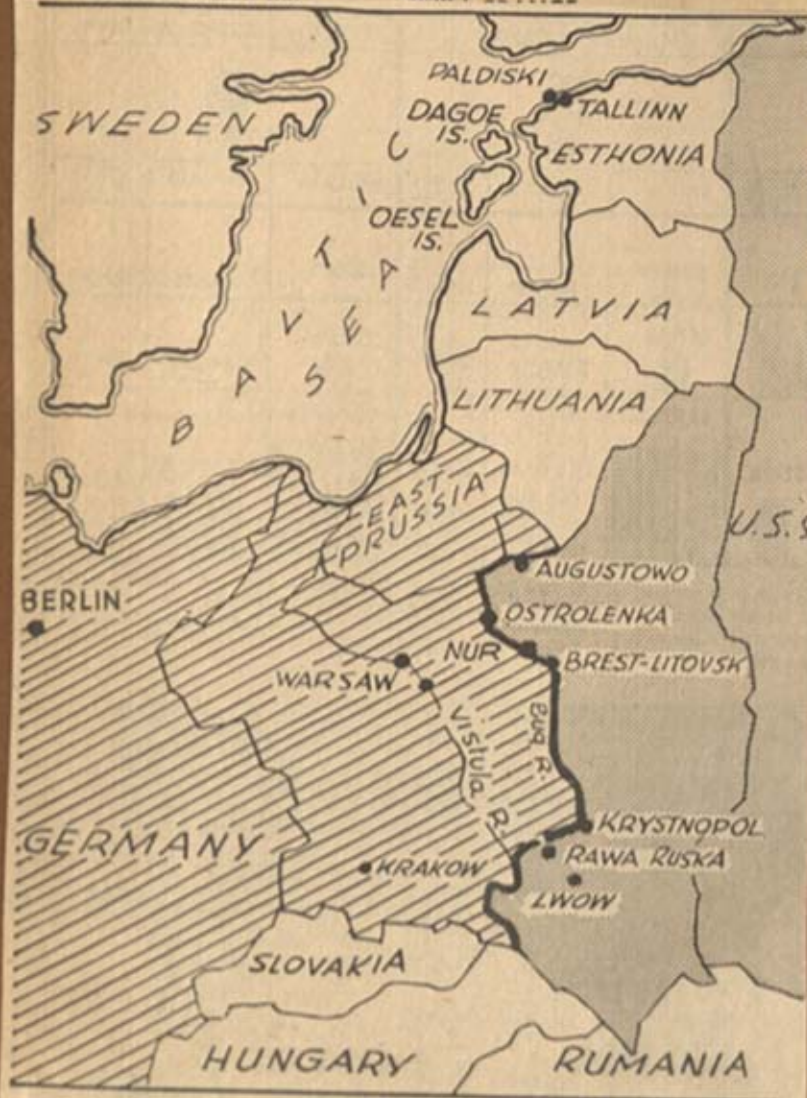 PALDISKI
TALLINN
SWEDEN
DAGOE
IS.
ESTHONIA
OESEL
IS.
BALTIC
SEA
LATVIA
LITHUANIA
EAST
PRUSSIA
U.S.S
AUGUSTOWO
BERLIN
OSTROLENKA
NUR
BREST-LITOVSK
WARSAW
Vistula R.
Bug R.
KRYSTNOPOL
GERMANY
RAWA RUSKA
KRAKOW
LWOW
SLOVAKIA
HUNGARY
RUMANIA